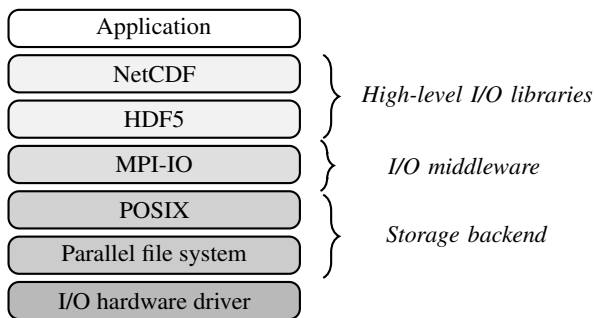 Application
NetCDF
HDF5
High-level I/O libraries
MPI-IO
I/O middleware
POSIX
Parallel file system
Storage backend
I/O hardware driver